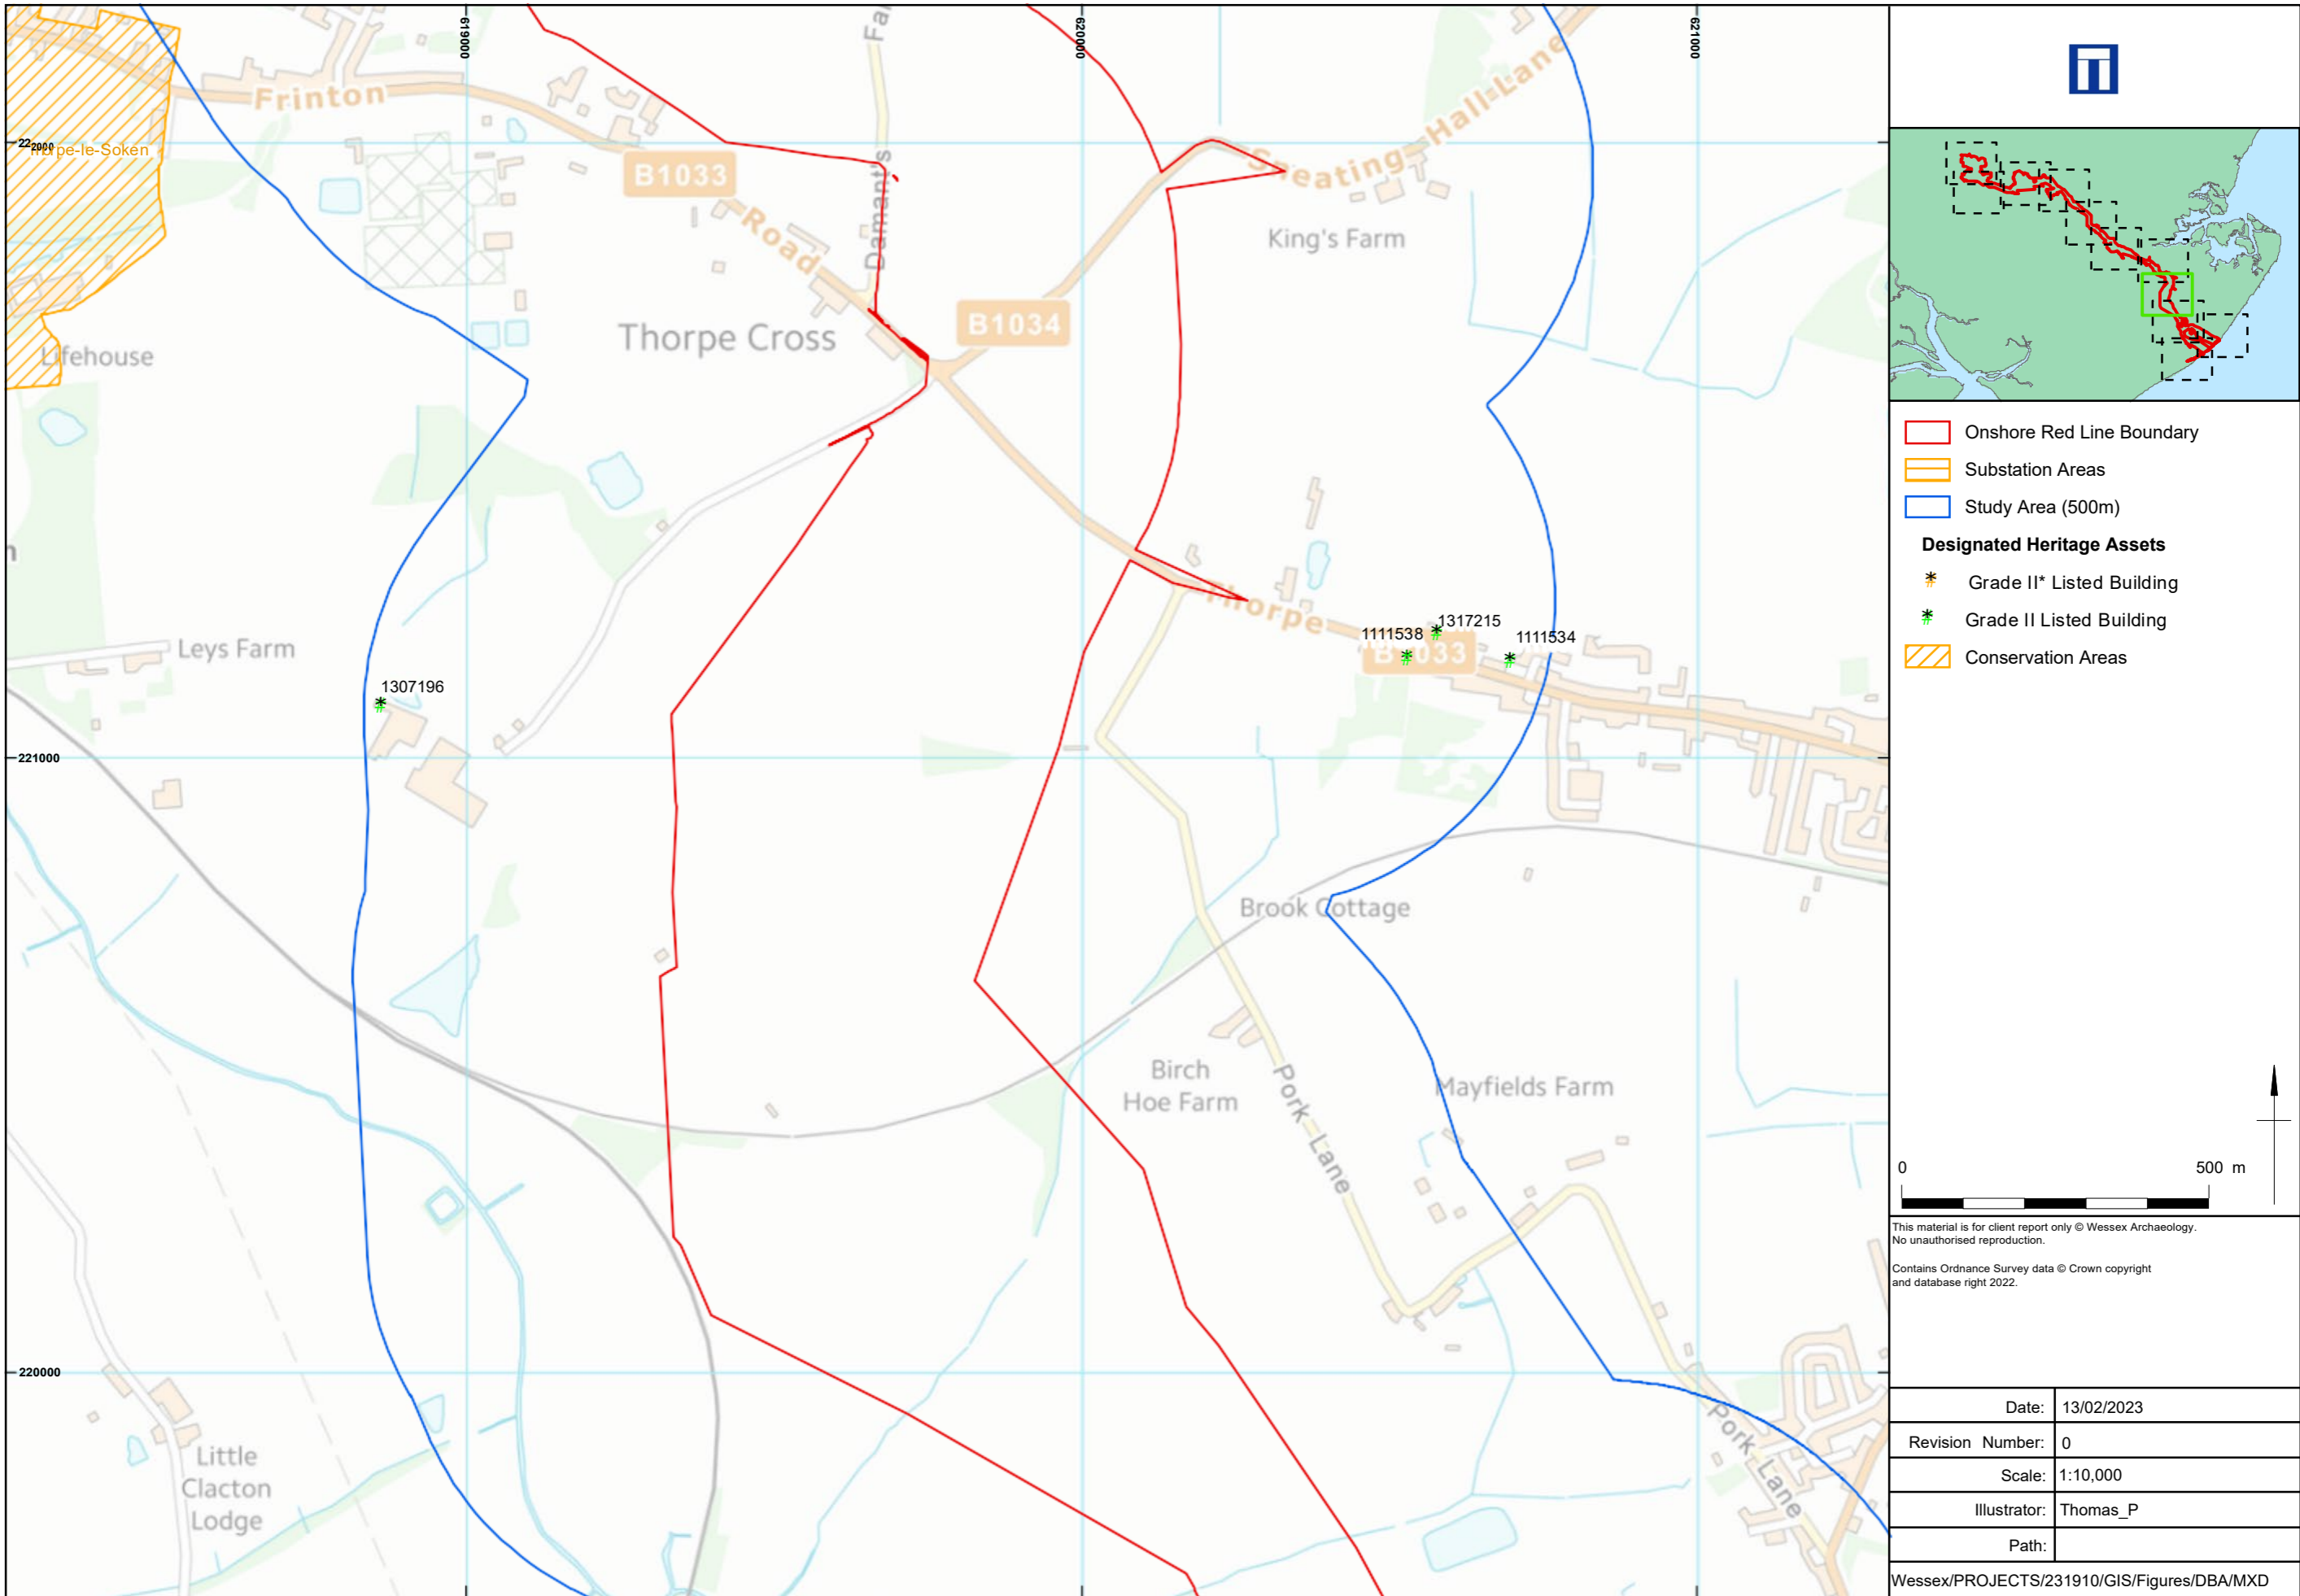 619000
620000
621000
222000
221000
220000
Frinton
Road
B1033
Damant's
Sneating Hall Lane
King's Farm
B1034
Thorpe Cross
Lifehouse
Leys Farm
1307196
Thorpe
1317215
1111538
1111534
B1033
Brook Cottage
Birch
Hoe Farm
Pork Lane
Mayfields Farm
Pork Lane
Little
Clacton
Lodge
Onshore Red Line Boundary
Substation Areas
Study Area (500m)
Designated Heritage Assets
Grade II* Listed Building
Grade II Listed Building
Conservation Areas
0 500 m
This material is for client report only © Wessex Archaeology.
No unauthorised reproduction.
Contains Ordnance Survey data © Crown copyright
and database right 2022.
Date: 13/02/2023
Revision Number: 0
Scale: 1:10,000
Illustrator: Thomas_P
Path:
Wessex/PROJECTS/231910/GIS/Figures/DBA/MXD